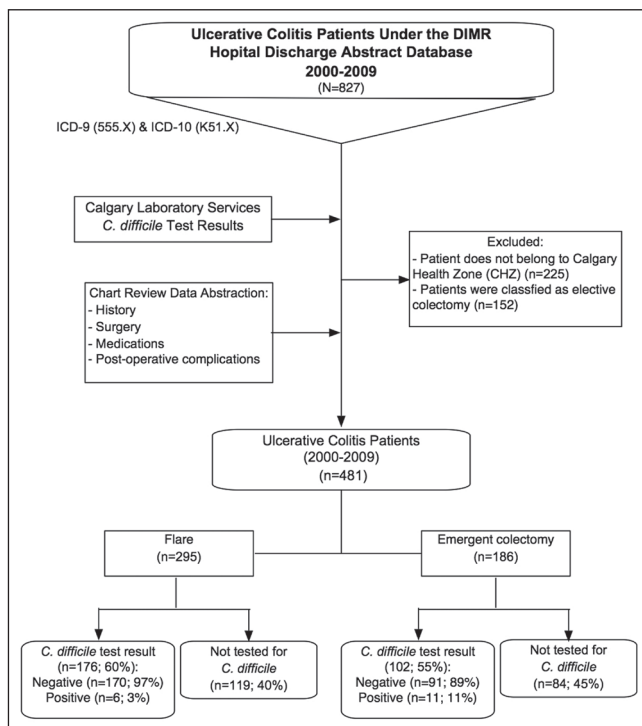 Ulcerative Colitis Patients Under the DIMR
Hopital Discharge Abstract Database
2000-2009
(N=827)
ICD-9 (555.X) & ICD-10 (K51.X)
Calgary Laboratory Services
C. difficile Test Results
Excluded:
- Patient does not belong to Calgary
Health Zone (CHZ) (n=225)
- Patients were classfied as elective
colectomy (n=152)
Chart Review Data Abstraction:
- History
- Surgery
- Medications
- Post-operative complications
Ulcerative Colitis Patients
(2000-2009)
(n=481)
Flare
(n=295)
Emergent colectomy
(n=186)
C. difficile test result
(n=176; 60%):
Negative (n=170; 97%)
Positive (n=6; 3%)
Not tested for
C. difficile
(n=119; 40%)
C. difficile test result
(102; 55%):
Negative (n=91; 89%)
Positive (n=11; 11%)
Not tested for
C. difficile
(n=84; 45%)